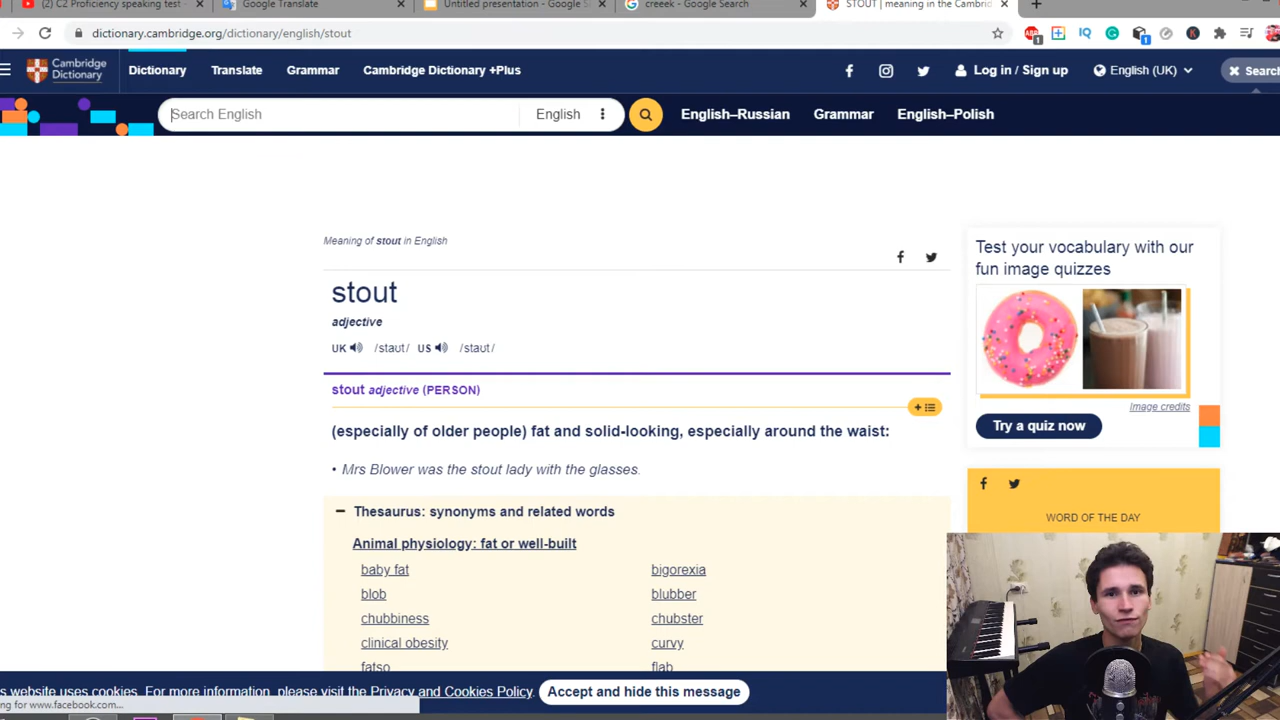 C2 Proficiency speaking test -
Google Translate
Untitled presentation - Google S
creeek - Google Search
STOUT | meaning in the Cambrid
dictionary.cambridge.org/dictionary/english/stout
Cambridge Dictionary
Dictionary
Translate
Grammar
Cambridge Dictionary +Plus
Log in / Sign up
English (UK)
Search
Search English
English
English–Russian
Grammar
English–Polish
Meaning of stout in English
stout
adjective
UK /staʊt/ US /staʊt/
stout adjective (PERSON)
(especially of older people) fat and solid-looking, especially around the waist:
• Mrs Blower was the stout lady with the glasses.
Thesaurus: synonyms and related words
Animal physiology: fat or well-built
baby fat
bigorexia
blob
blubber
chubbiness
chubster
clinical obesity
curvy
fatso
flab
Test your vocabulary with our
fun image quizzes
Image credits
Try a quiz now
WORD OF THE DAY
s website uses cookies. For more information, please visit the Privacy and Cookies Policy.
Accept and hide this message
ng for www.facebook.com...